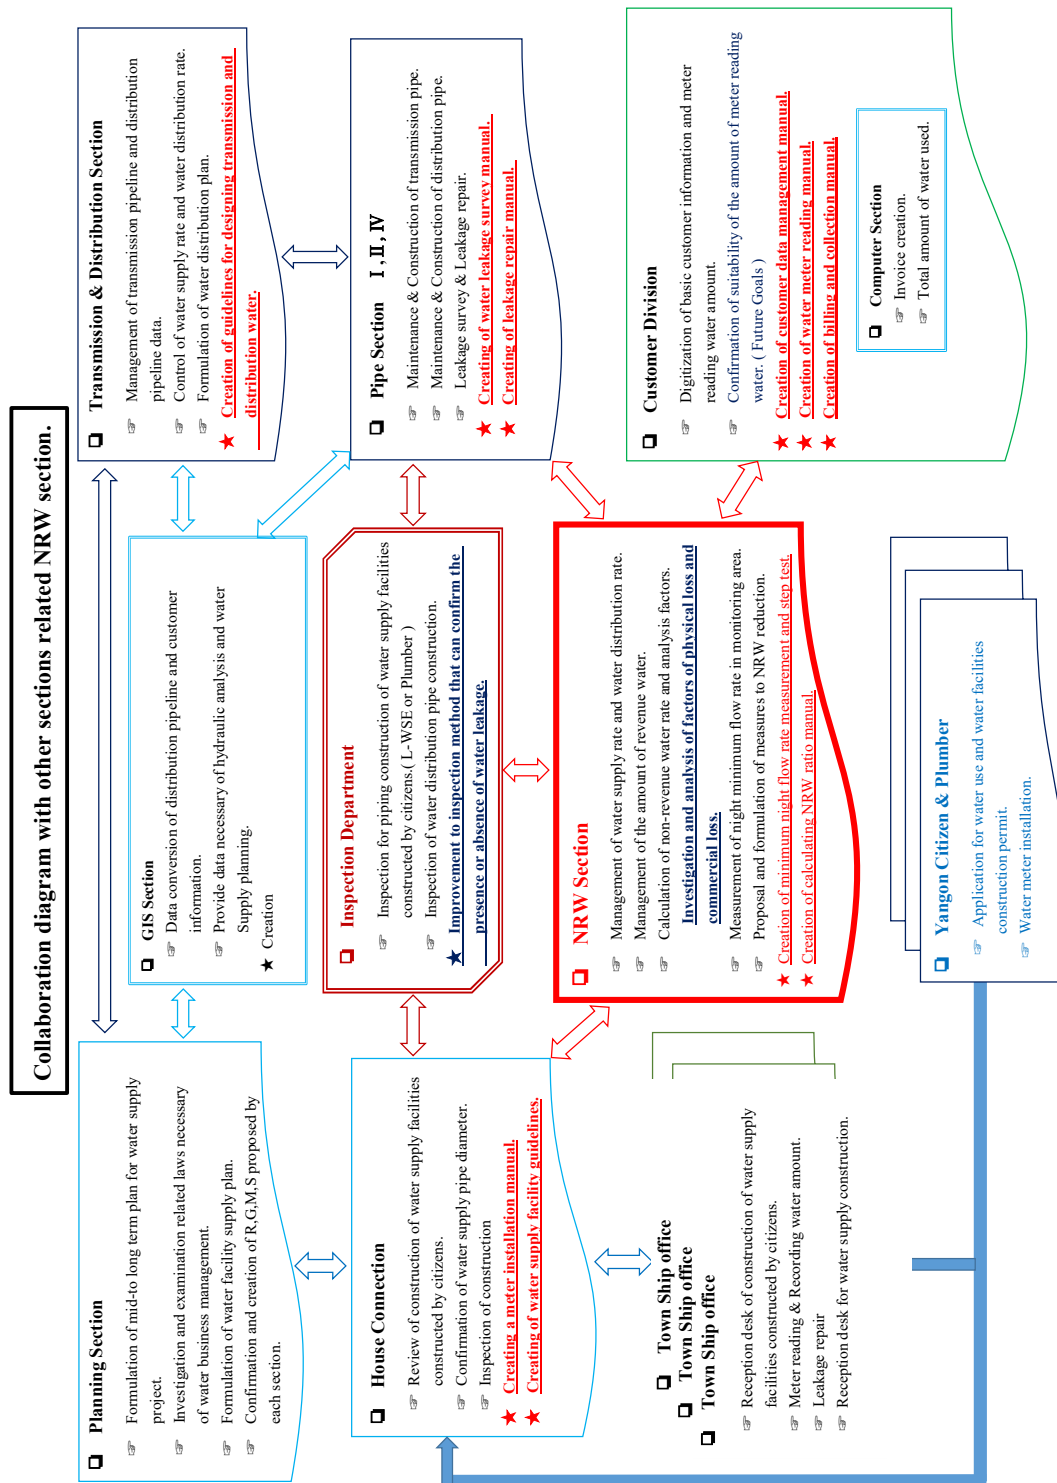 Collaboration diagram with other sections related NRW section.
❑ Planning Section
☞ Formulation of mid-to long term plan for water supply
project.
☞ Investigation and examination related laws necessary
of water business management.
☞ Formulation of water facility supply plan.
☞ Confirmation and creation of R,G,M,S proposed by
each section.
❑ GIS Section
☞ Data conversion of distribution pipeline and customer
information.
☞ Provide data necessary of hydraulic analysis and water
Supply planning.
★ Creation
❑ Transmission & Distribution Section
☞ Management of transmission pipeline and distribution
pipeline data.
☞ Control of water supply rate and water distribution rate.
☞ Formulation of water distribution plan.
★ Creation of guidelines for designing transmission and
distribution water.
❑ House Connection
☞ Review of construction of water supply facilities
constructed by citizens.
☞ Confirmation of water supply pipe diameter.
☞ Inspection of construction
★ Creating a meter installation manual.
★ Creating of water supply facility guidelines.
❑ Inspection Department
☞ Inspection for piping construction of water supply facilities
constructed by citizens.( L-WSE or Plumber )
☞ Inspection of water distribution pipe construction.
★ Improvement to inspection method that can confirm the
presence or absence of water leakage.
❑ Pipe Section I,II,IV
☞ Maintenance & Construction of transmission pipe.
☞ Maintenance & Construction of distribution pipe.
☞ Leakage survey & Leakage repair.
★ Creating of water leakage survey manual.
★ Creating of leakage repair manual.
❑ NRW Section
☞ Management of water supply rate and water distribution rate.
☞ Management of the amount of revenue water.
☞ Calculation of non-revenue water rate and analysis factors.
Investigation and analysis of factors of physical loss and
commercial loss.
☞ Measurement of night minimum flow rate in monitoring area.
☞ Proposal and formulation of measures to NRW reduction.
★ Creation of minimum night flow rate measurement and step test.
★ Creation of calculating NRW ratio manual.
❑ Town Ship office
❑ Town Ship office
❑ Town Ship office
☞ Reception desk of construction of water supply
facilities constructed by citizens.
☞ Meter reading & Recording water amount.
☞ Leakage repair
☞ Reception desk for water supply construction.
❑ Customer Division
☞ Digitization of basic customer information and meter
reading water amount.
☞ Confirmation of suitability of the amount of meter reading
water. ( Future Goals )
★ Creation of customer data management manual.
★ Creation of water meter reading manual.
★ Creation of billing and collection manual.
❑ Computer Section
☞ Invoice creation.
☞ Total amount of water used.
❑ Yangon Citizen & Plumber
☞ Application for water use and water facilities
construction permit.
☞ Water meter installation.